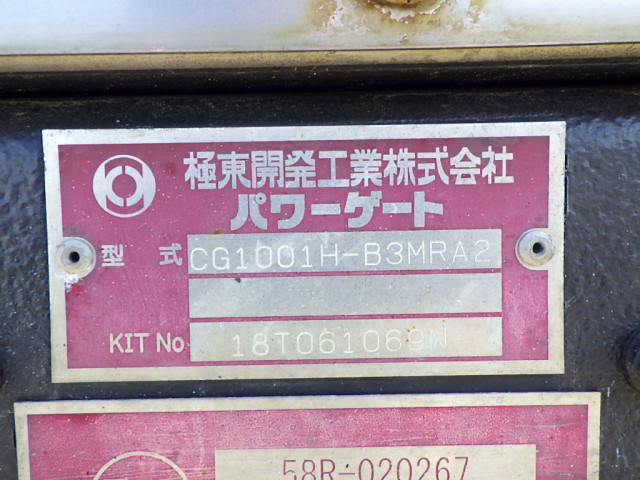 極東開発工業株式会社
パワーゲート
型式 CG1001H-B3MRA2
KIT No 18T061069N
58R-020267